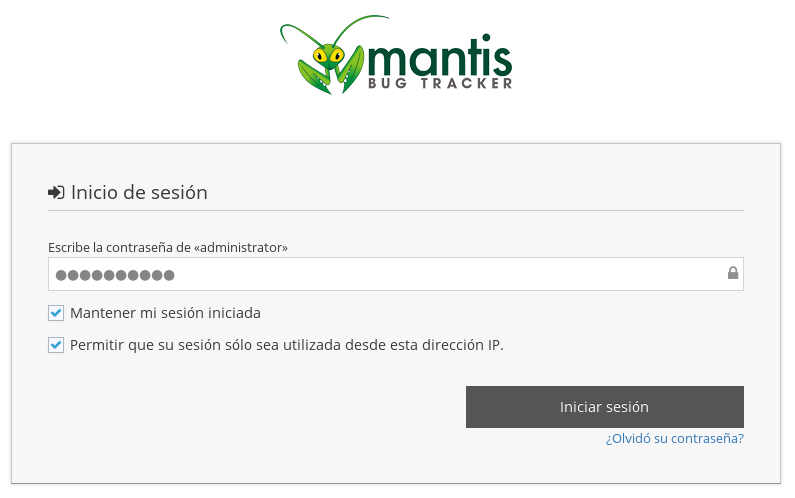 mantis
BUG TRACKER
Inicio de sesión
Escribe la contraseña de «administrator»
●●●●●●●●●●
Mantener mi sesión iniciada
Permitir que su sesión sólo sea utilizada desde esta dirección IP.
Iniciar sesión
¿Olvidó su contraseña?